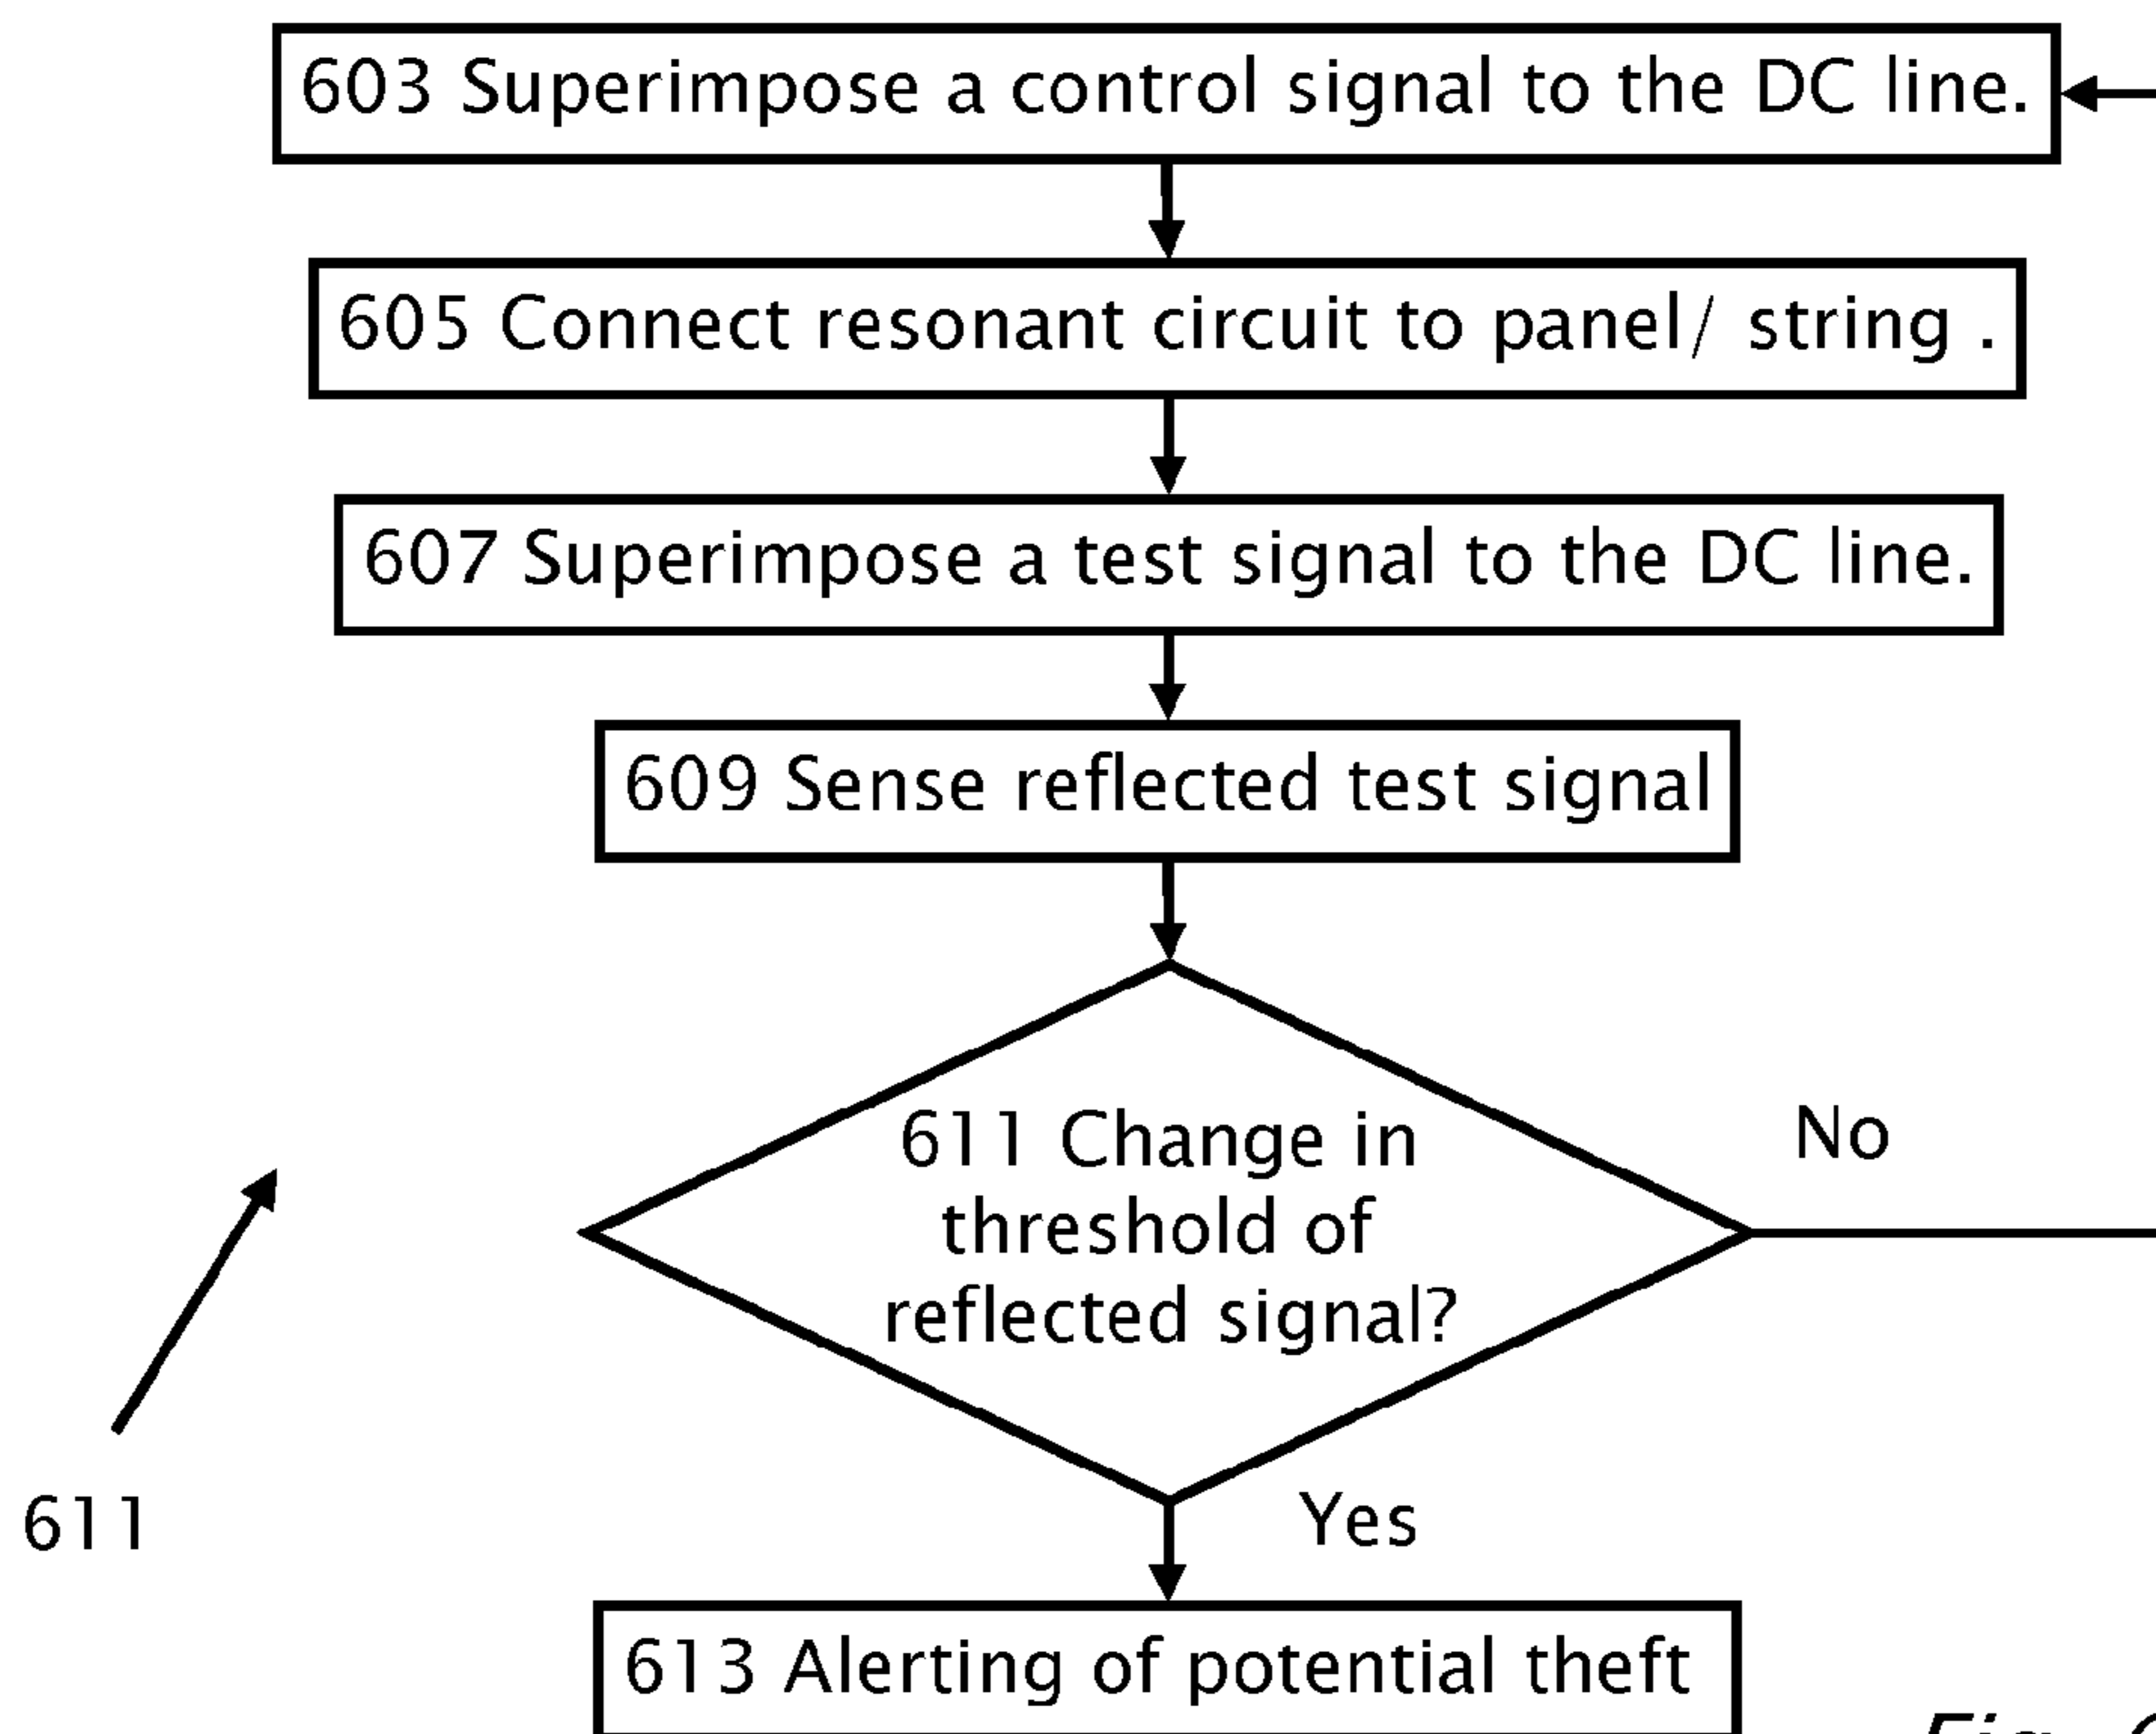 603 Superimpose a control signal to the DC line.
605 Connect resonant circuit to panel/ string .
607 Superimpose a test signal to the DC line.
609 Sense reflected test signal
611 Change in
threshold of
reflected signal?
No
Yes
611
613 Alerting of potential theft